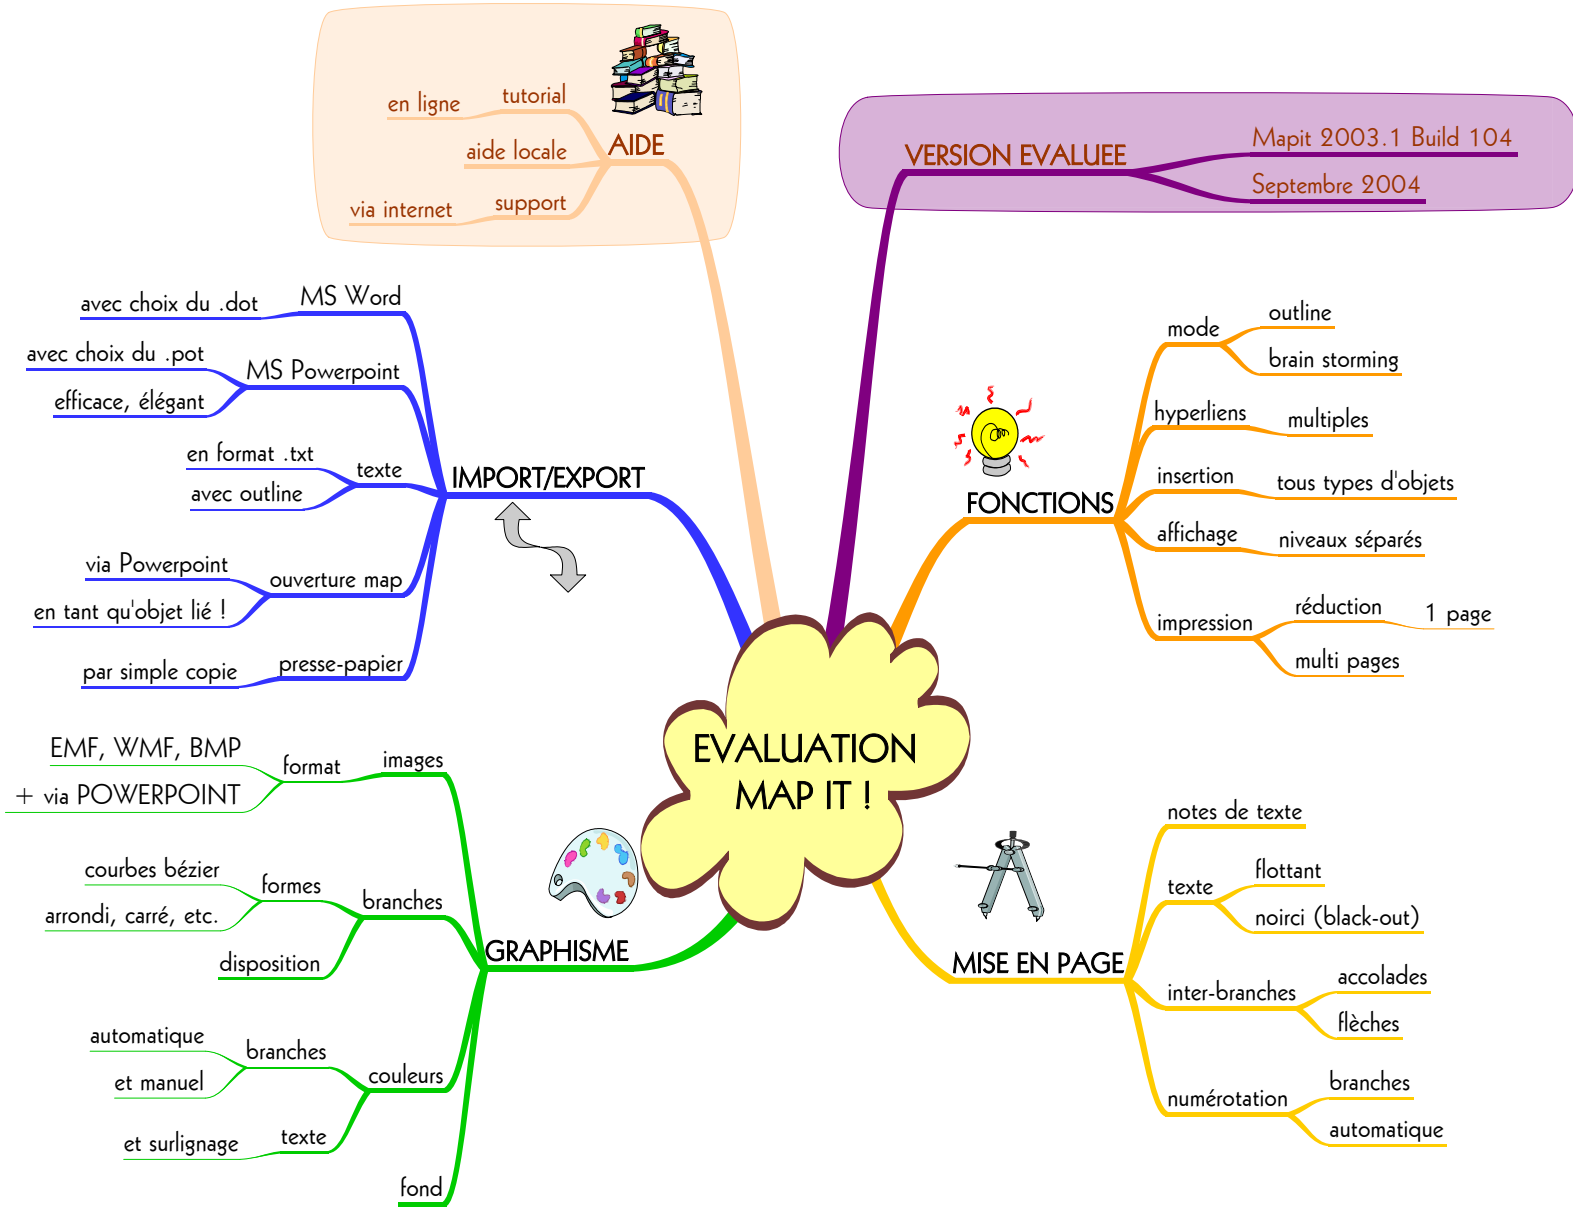 EVALUATION
MAP IT !
VERSION EVALUEE
Mapit 2003.1 Build 104
Septembre 2004
FONCTIONS
mode
outline
brain storming
hyperliens
multiples
insertion
tous types d'objets
affichage
niveaux séparés
impression
réduction
1 page
multi pages
MISE EN PAGE
notes de texte
texte
flottant
noirci (black-out)
inter-branches
accolades
flèches
numérotation
branches
automatique
AIDE
tutorial
en ligne
aide locale
support
via internet
IMPORT/EXPORT
MS Word
avec choix du .dot
MS Powerpoint
avec choix du .pot
efficace, élégant
texte
en format .txt
avec outline
ouverture map
via Powerpoint
en tant qu'objet lié !
presse-papier
par simple copie
GRAPHISME
images
format
EMF, WMF, BMP
+ via POWERPOINT
branches
formes
courbes bézier
arrondi, carré, etc.
disposition
couleurs
branches
automatique
et manuel
texte
et surlignage
fond